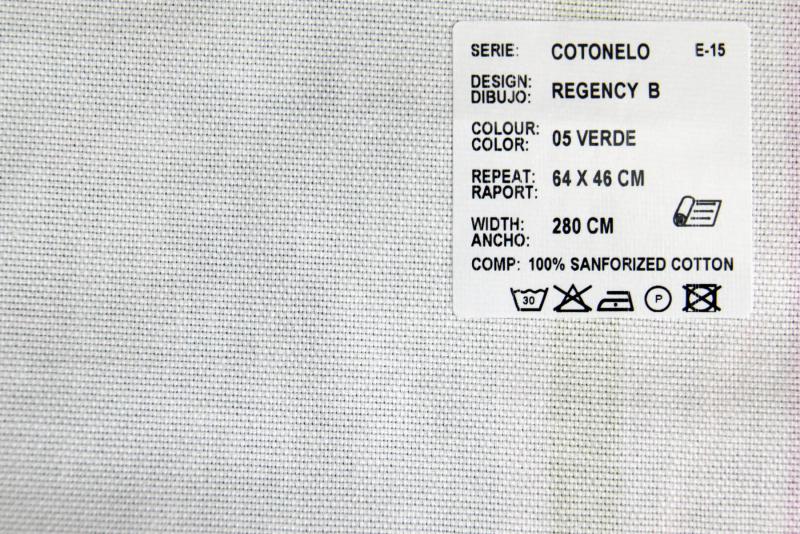 SERIE: COTONELO E-15
DESIGN:
DIBUJO: REGENCY B
COLOUR:
COLOR: 05 VERDE
REPEAT:
RAPORT: 64 X 46 CM
WIDTH:
ANCHO: 280 CM
COMP: 100% SANFORIZED COTTON
30 P